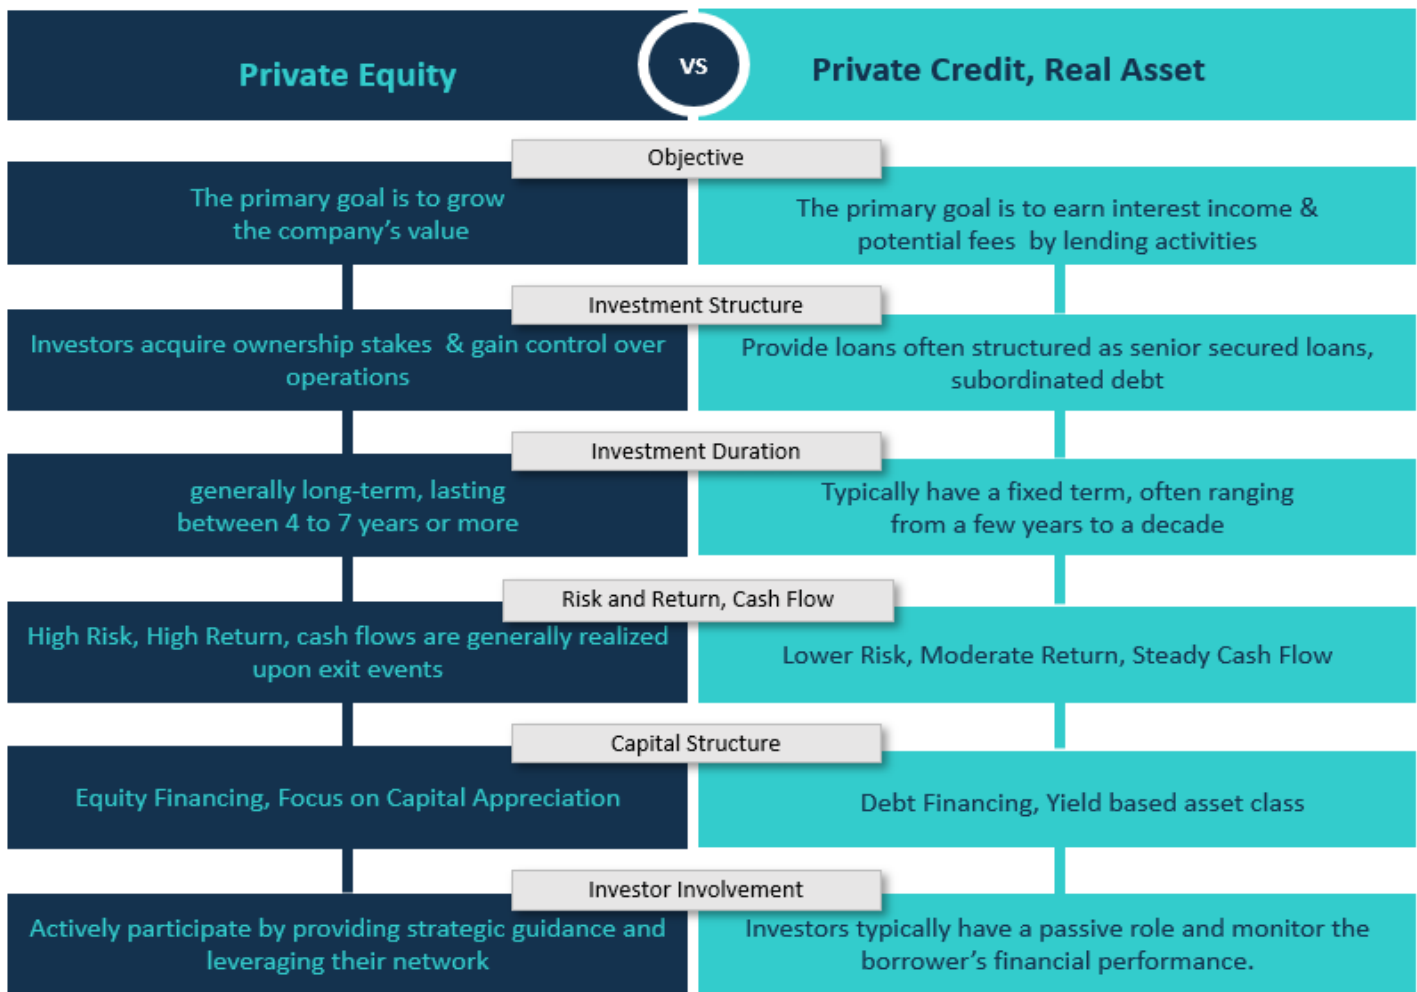 Private Equity
vs
Private Credit, Real Asset
Objective
The primary goal is to grow
the company’s value
The primary goal is to earn interest income &
potential fees  by lending activities
Investment Structure
Investors acquire ownership stakes  & gain control over
operations
Provide loans often structured as senior secured loans,
subordinated debt
Investment Duration
generally long-term, lasting
between 4 to 7 years or more
Typically have a fixed term, often ranging
from a few years to a decade
Risk and Return, Cash Flow
High Risk, High Return, cash flows are generally realized
upon exit events
Lower Risk, Moderate Return, Steady Cash Flow
Capital Structure
Equity Financing, Focus on Capital Appreciation
Debt Financing, Yield based asset class
Investor Involvement
Actively participate by providing strategic guidance and
leveraging their network
Investors typically have a passive role and monitor the
borrower’s financial performance.